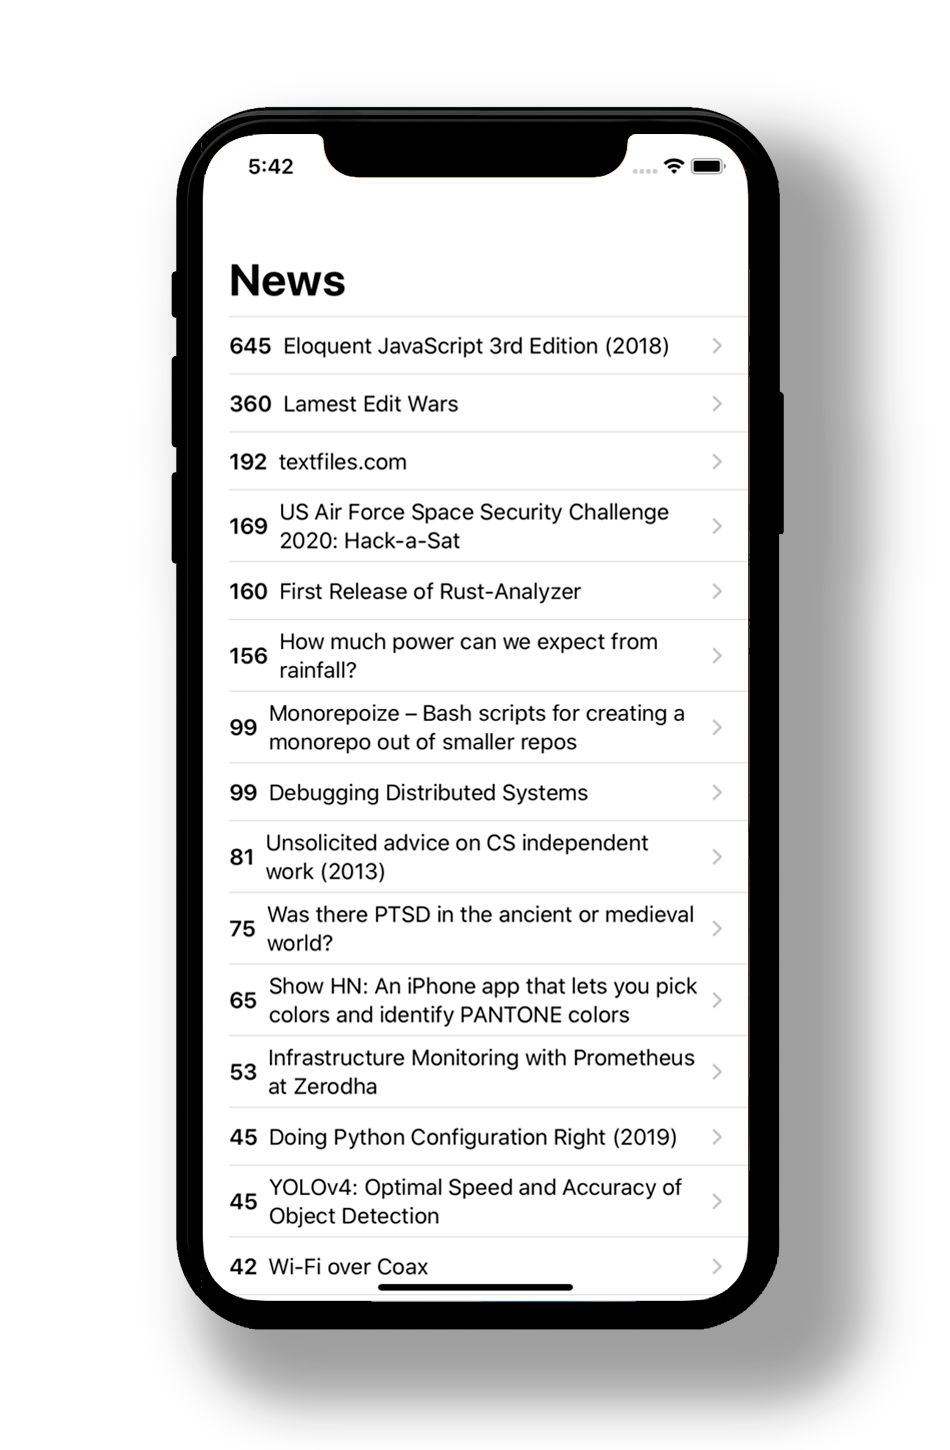 5:42
News
645 Eloquent JavaScript 3rd Edition (2018)
360 Lamest Edit Wars
192 textfiles.com
169 US Air Force Space Security Challenge
2020: Hack-a-Sat
160 First Release of Rust-Analyzer
156 How much power can we expect from
rainfall?
99 Monorepoize – Bash scripts for creating a
monorepo out of smaller repos
99 Debugging Distributed Systems
81 Unsolicited advice on CS independent
work (2013)
75 Was there PTSD in the ancient or medieval
world?
65 Show HN: An iPhone app that lets you pick
colors and identify PANTONE colors
53 Infrastructure Monitoring with Prometheus
at Zerodha
45 Doing Python Configuration Right (2019)
45 YOLOv4: Optimal Speed and Accuracy of
Object Detection
42 Wi-Fi over Coax